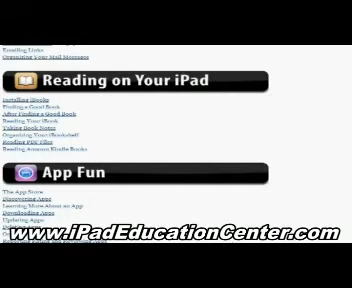 Emailing Links
Organizing Your Mail Messages
Reading on Your iPad
Installing iBooks
Finding a Good Book
After Finding a Good Book
Reading Your iBook
Taking Book Notes
Organizing Your iBookshelf
Reading PDF Files
Reading Amazon Kindle Books
App Fun
The App Store
Discovering Apps
Learning More About an App
Downloading Apps
Updating Apps
www.iPadEducationCenter.com